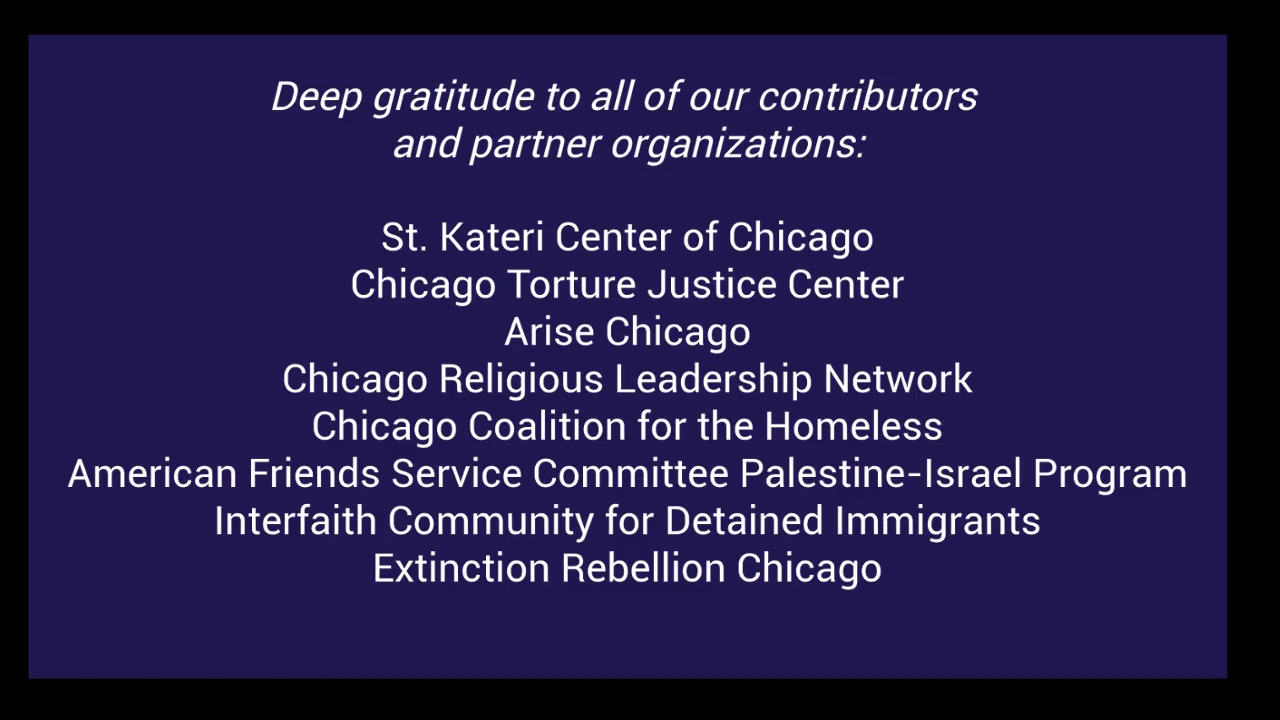 Deep gratitude to all of our contributors
and partner organizations:
St. Kateri Center of Chicago
Chicago Torture Justice Center
Arise Chicago
Chicago Religious Leadership Network
Chicago Coalition for the Homeless
American Friends Service Committee Palestine-Israel Program
Interfaith Community for Detained Immigrants
Extinction Rebellion Chicago